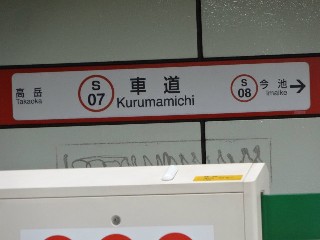 高岳
Takaoka
S
07
車道
Kurumamichi
S
08
今池
Imaike